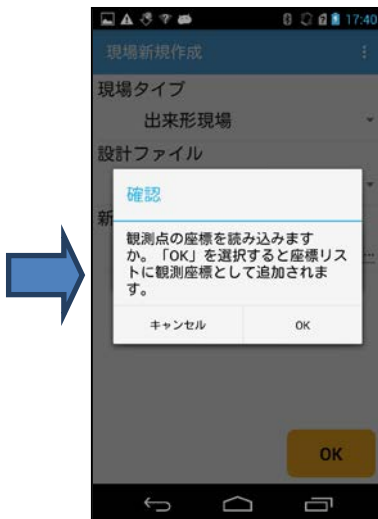 17:40
現場新規作成
現場タイプ
出来形現場
設計ファイル
確認
新
観測点の座標を読み込みます
か。「OK」を選択すると座標リス
トに観測座標として追加されま
す。
...
キャンセル
OK
OK